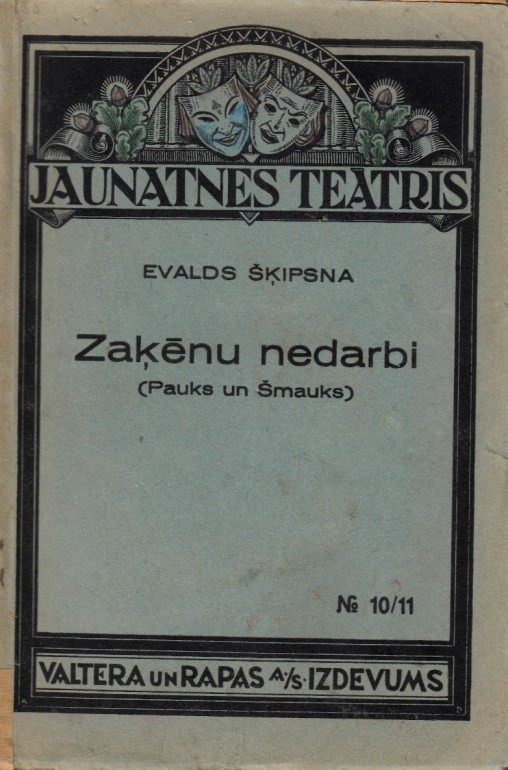 JAUNATNES TEATRIS
EVALDS ŠĶIPSNA
Zaķēnu nedarbi
(Pauks un Šmauks)
№ 10/11
VALTERA UN RAPAS A./S. IZDEVUMS